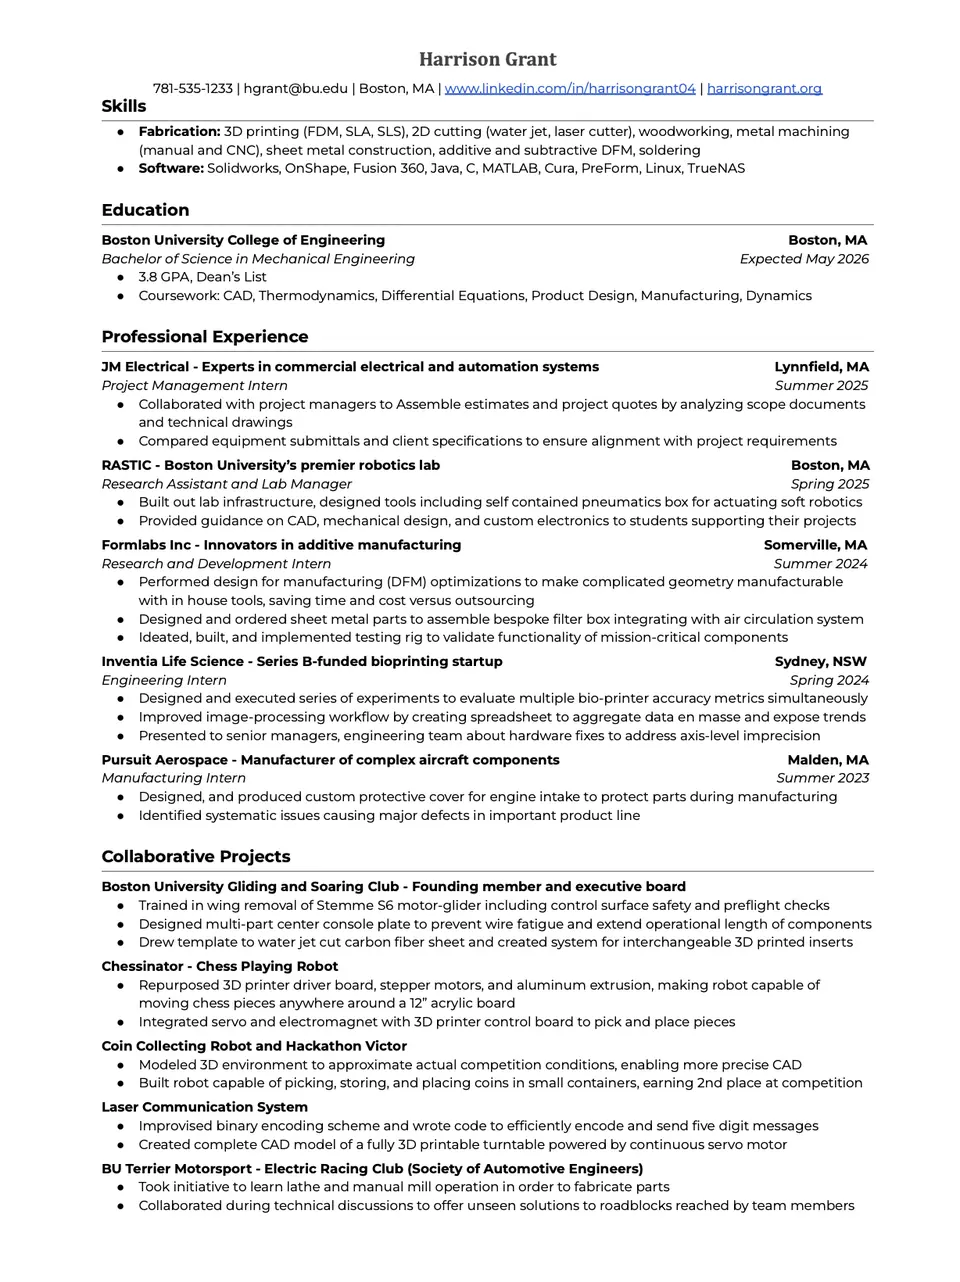 Harrison Grant
781-535-1233 | hgrant@bu.edu | Boston, MA | www.linkedin.com/in/harrisongrant04 | harrisongrant.org
Skills
● Fabrication: 3D printing (FDM, SLA, SLS), 2D cutting (water jet, laser cutter), woodworking, metal machining
(manual and CNC), sheet metal construction, additive and subtractive DFM, soldering
● Software: Solidworks, OnShape, Fusion 360, Java, C, MATLAB, Cura, PreForm, Linux, TrueNAS
Education
Boston University College of Engineering Boston, MA
Bachelor of Science in Mechanical Engineering Expected May 2026
● 3.8 GPA, Dean's List
● Coursework: CAD, Thermodynamics, Differential Equations, Product Design, Manufacturing, Dynamics
Professional Experience
JM Electrical - Experts in commercial electrical and automation systems Lynnfield, MA
Project Management Intern Summer 2025
● Collaborated with project managers to Assemble estimates and project quotes by analyzing scope documents
and technical drawings
● Compared equipment submittals and client specifications to ensure alignment with project requirements
RASTIC - Boston University's premier robotics lab Boston, MA
Research Assistant and Lab Manager Spring 2025
● Built out lab infrastructure, designed tools including self contained pneumatics box for actuating soft robotics
● Provided guidance on CAD, mechanical design, and custom electronics to students supporting their projects
Formlabs Inc - Innovators in additive manufacturing Somerville, MA
Research and Development Intern Summer 2024
● Performed design for manufacturing (DFM) optimizations to make complicated geometry manufacturable
with in house tools, saving time and cost versus outsourcing
● Designed and ordered sheet metal parts to assemble bespoke filter box integrating with air circulation system
● Ideated, built, and implemented testing rig to validate functionality of mission-critical components
Inventia Life Science - Series B-funded bioprinting startup Sydney, NSW
Engineering Intern Spring 2024
● Designed and executed series of experiments to evaluate multiple bio-printer accuracy metrics simultaneously
● Improved image-processing workflow by creating spreadsheet to aggregate data en masse and expose trends
● Presented to senior managers, engineering team about hardware fixes to address axis-level imprecision
Pursuit Aerospace - Manufacturer of complex aircraft components Malden, MA
Manufacturing Intern Summer 2023
● Designed, and produced custom protective cover for engine intake to protect parts during manufacturing
● Identified systematic issues causing major defects in important product line
Collaborative Projects
Boston University Gliding and Soaring Club - Founding member and executive board
● Trained in wing removal of Stemme S6 motor-glider including control surface safety and preflight checks
● Designed multi-part center console plate to prevent wire fatigue and extend operational length of components
● Drew template to water jet cut carbon fiber sheet and created system for interchangeable 3D printed inserts
Chessinator - Chess Playing Robot
● Repurposed 3D printer driver board, stepper motors, and aluminum extrusion, making robot capable of
moving chess pieces anywhere around a 12” acrylic board
● Integrated servo and electromagnet with 3D printer control board to pick and place pieces
Coin Collecting Robot and Hackathon Victor
● Modeled 3D environment to approximate actual competition conditions, enabling more precise CAD
● Built robot capable of picking, storing, and placing coins in small containers, earning 2nd place at competition
Laser Communication System
● Improvised binary encoding scheme and wrote code to efficiently encode and send five digit messages
● Created complete CAD model of a fully 3D printable turntable powered by continuous servo motor
BU Terrier Motorsport - Electric Racing Club (Society of Automotive Engineers)
● Took initiative to learn lathe and manual mill operation in order to fabricate parts
● Collaborated during technical discussions to offer unseen solutions to roadblocks reached by team members